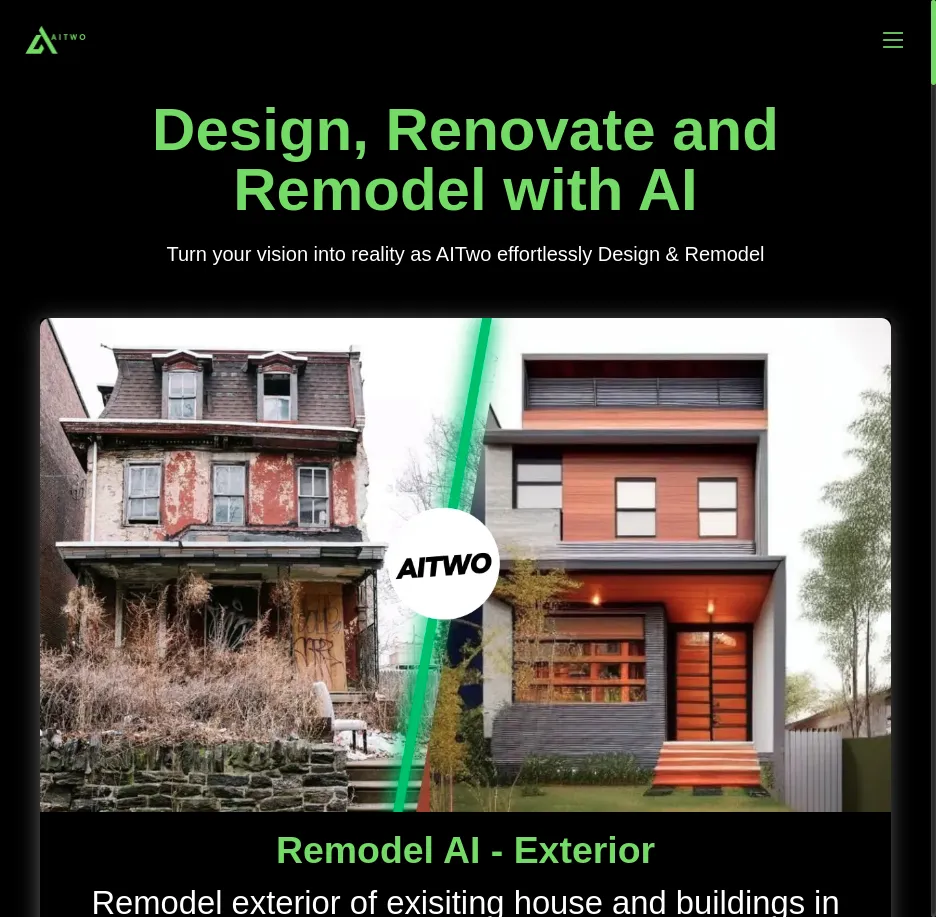 AITWO
Design, Renovate and
Remodel with AI
Turn your vision into reality as AITwo effortlessly Design & Remodel
AITWO
Remodel AI - Exterior
Remodel exterior of exisiting house and buildings in